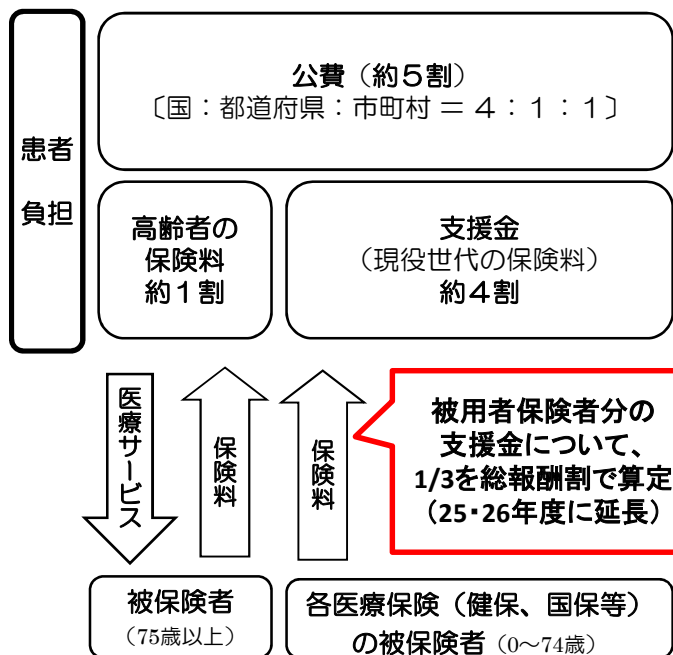 患者
負担
公費（約５割）
〔国：都道府県：市町村 ＝ ４：１：１〕
高齢者の
保険料
約１割
支援金
（現役世代の保険料）
約４割
医療サービス
保険料
保険料
被用者保険者分の
支援金について、
1/3を総報酬割で算定
（25・26年度に延長）
被保険者
（75歳以上）
各医療保険（健保、国保等）
の被保険者（0～74歳）